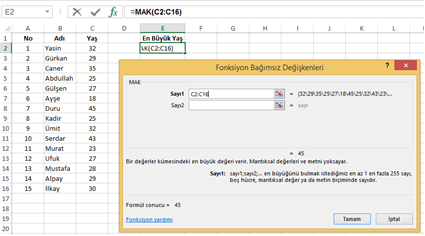 E2 fx =MAK(C2:C16)
A B C D E F G H I J K
1 No Adı Yaş En Büyük Yaş
2 1 Yasin 32 \K(C2:C16)
3 2 Gürkan 29
4 3 Caner 35
5 4 Abdullah 25
6 5 Gülşen 27
7 6 Ayşe 18
8 7 Duru 45
9 8 Kadir 25
10 9 Ümit 32
11 10 Serdar 43
12 11 Murat 23
13 12 Ufuk 27
14 13 Mustafa 28
15 14 Alpay 29
16 15 İlkay 30
17
18
19
20
Fonksiyon Bağımsız Değişkenleri
MAK
Sayı1 C2:C16 = {32\29\35\25\27\18\45\25\32\43\23\...
Sayı2 = sayı
= 45
Bir değerler kümesindeki en büyük değeri verir. Mantıksal değerleri ve metni yoksayar.
Sayı1: sayı1;sayı2;... en büyüğünü bulmak istediğiniz en az 1 en fazla 255 sayı,
boş hücre, mantıksal değer ya da metin biçiminde sayıdır.
Formül sonucu = 45
Fonksiyon yardımı
Tamam İptal